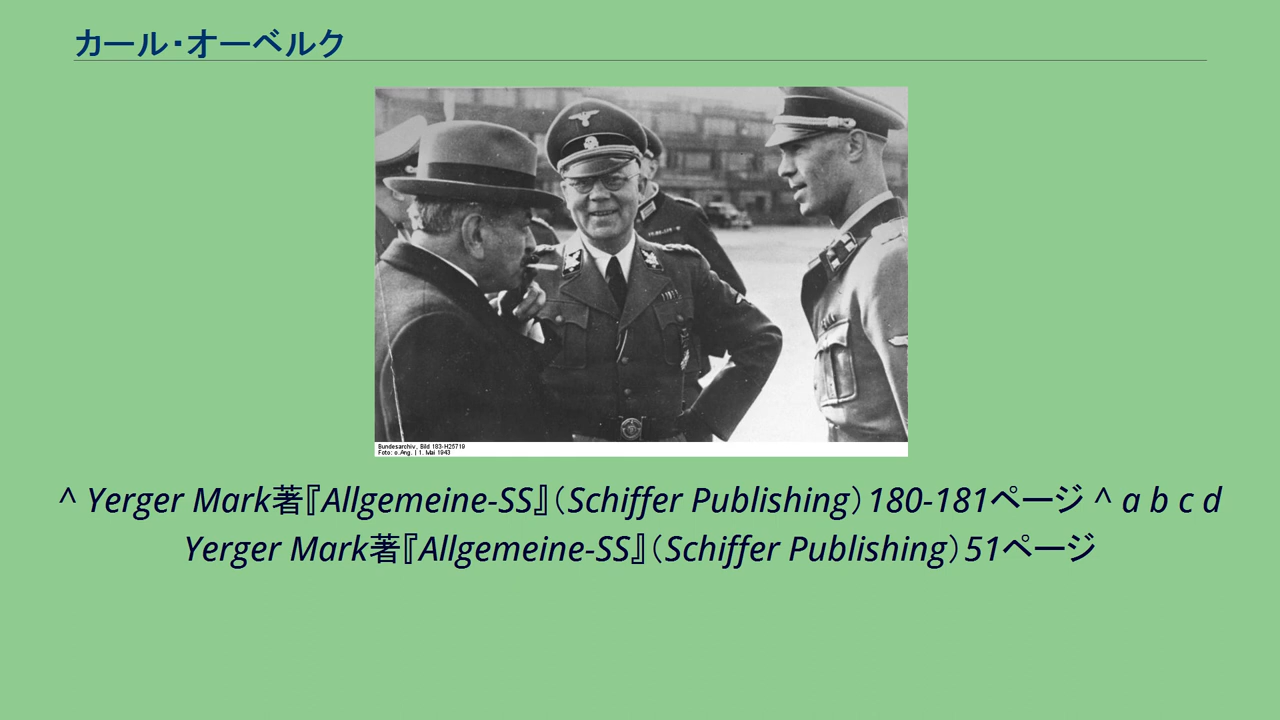 カール・オーベルク
Bundesarchiv, Bild 183-H25719
Foto: o.Ang. | 1. Mai 1943
^ Yerger Mark著『Allgemeine-SS』（Schiffer Publishing）180-181ページ ^ a b c d
Yerger Mark著『Allgemeine-SS』（Schiffer Publishing）51ページ